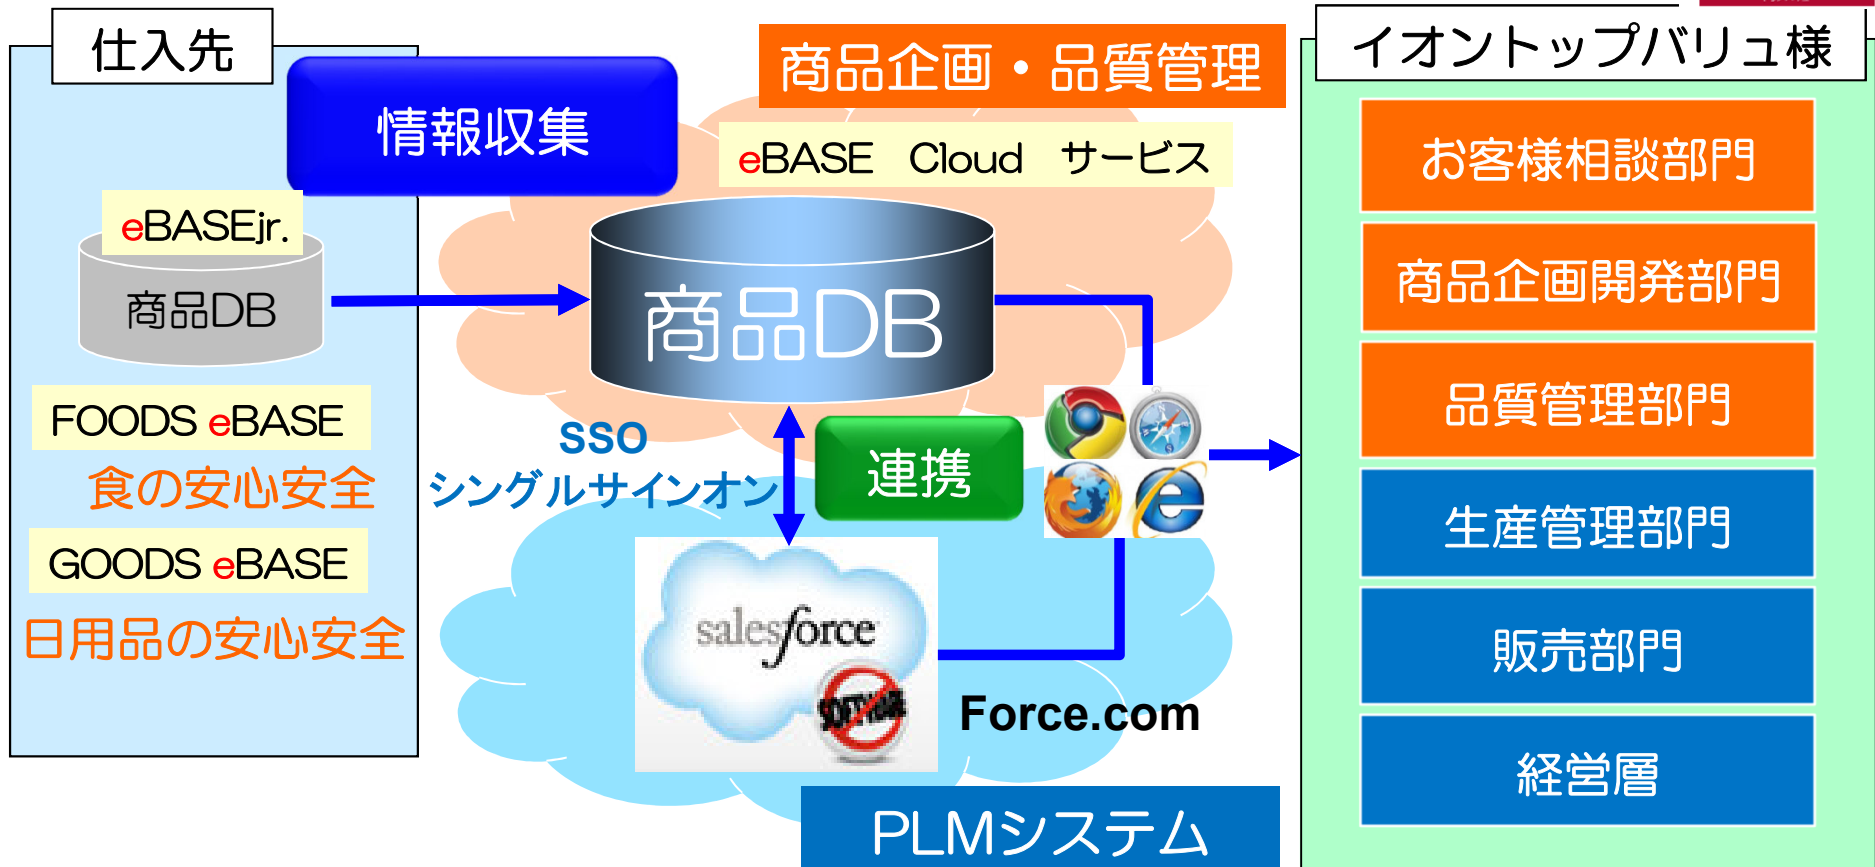 仕入先
情報収集
eBASEjr.
商品DB
FOODS eBASE
食の安心安全
GOODS eBASE
日用品の安心安全
商品企画・品質管理
eBASE Cloud サービス
商品DB
SSO
シングルサインオン
連携
salesforce
SOFTWARE
Force.com
PLMシステム
イオントップバリュ様
お客様相談部門
商品企画開発部門
品質管理部門
生産管理部門
販売部門
経営層